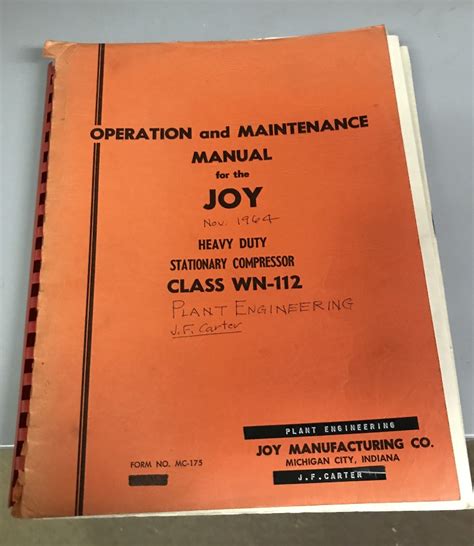 OPERATION and MAINTENANCE
MANUAL
for the
JOY
Nov. 1964
HEAVY DUTY
STATIONARY COMPRESSOR
CLASS WN-112
PLANT ENGINEERING
J.F. Carter
PLANT ENGINEERING
JOY MANUFACTURING CO.
MICHIGAN CITY, INDIANA
J.F.CARTER
FORM NO. MC-175